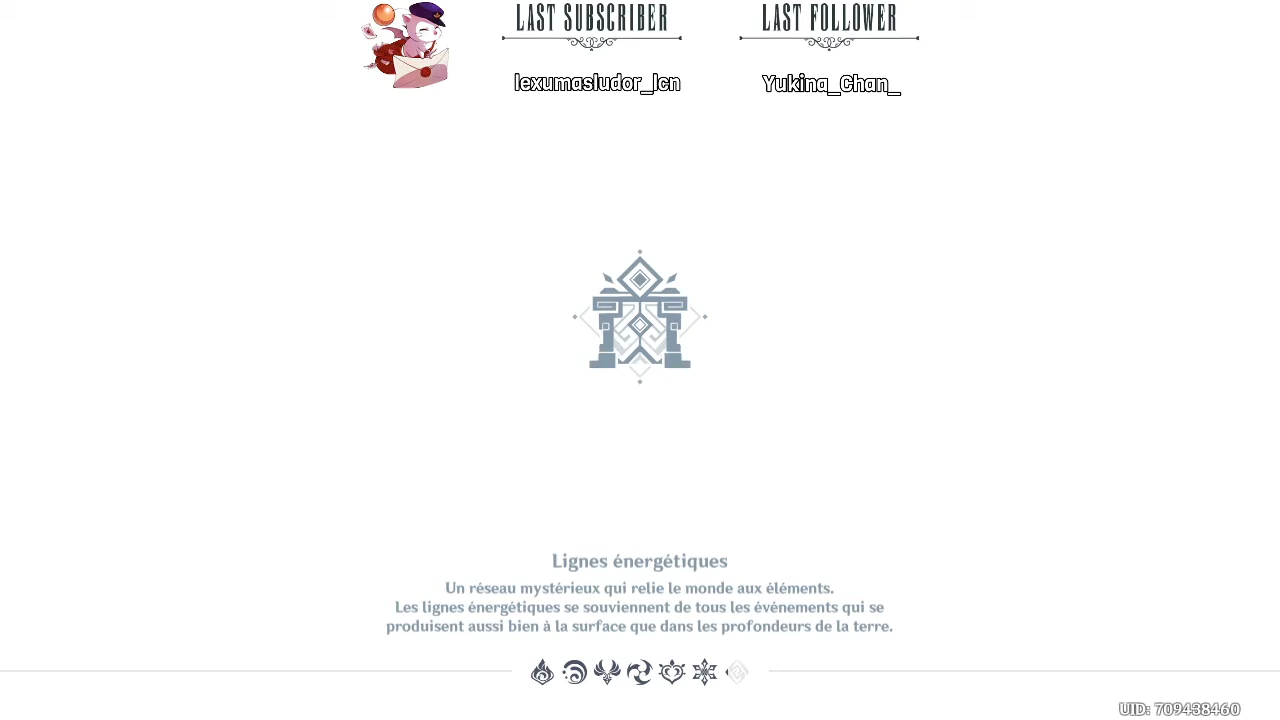 LAST SUBSCRIBER
LAST FOLLOWER
lexumasludor_lcn
Yukina_Chan_
Lignes énergétiques
Un réseau mystérieux qui relie le monde aux éléments.
Les lignes énergétiques se souviennent de tous les événements qui se
produisent aussi bien à la surface que dans les profondeurs de la terre.
UID: 709438460